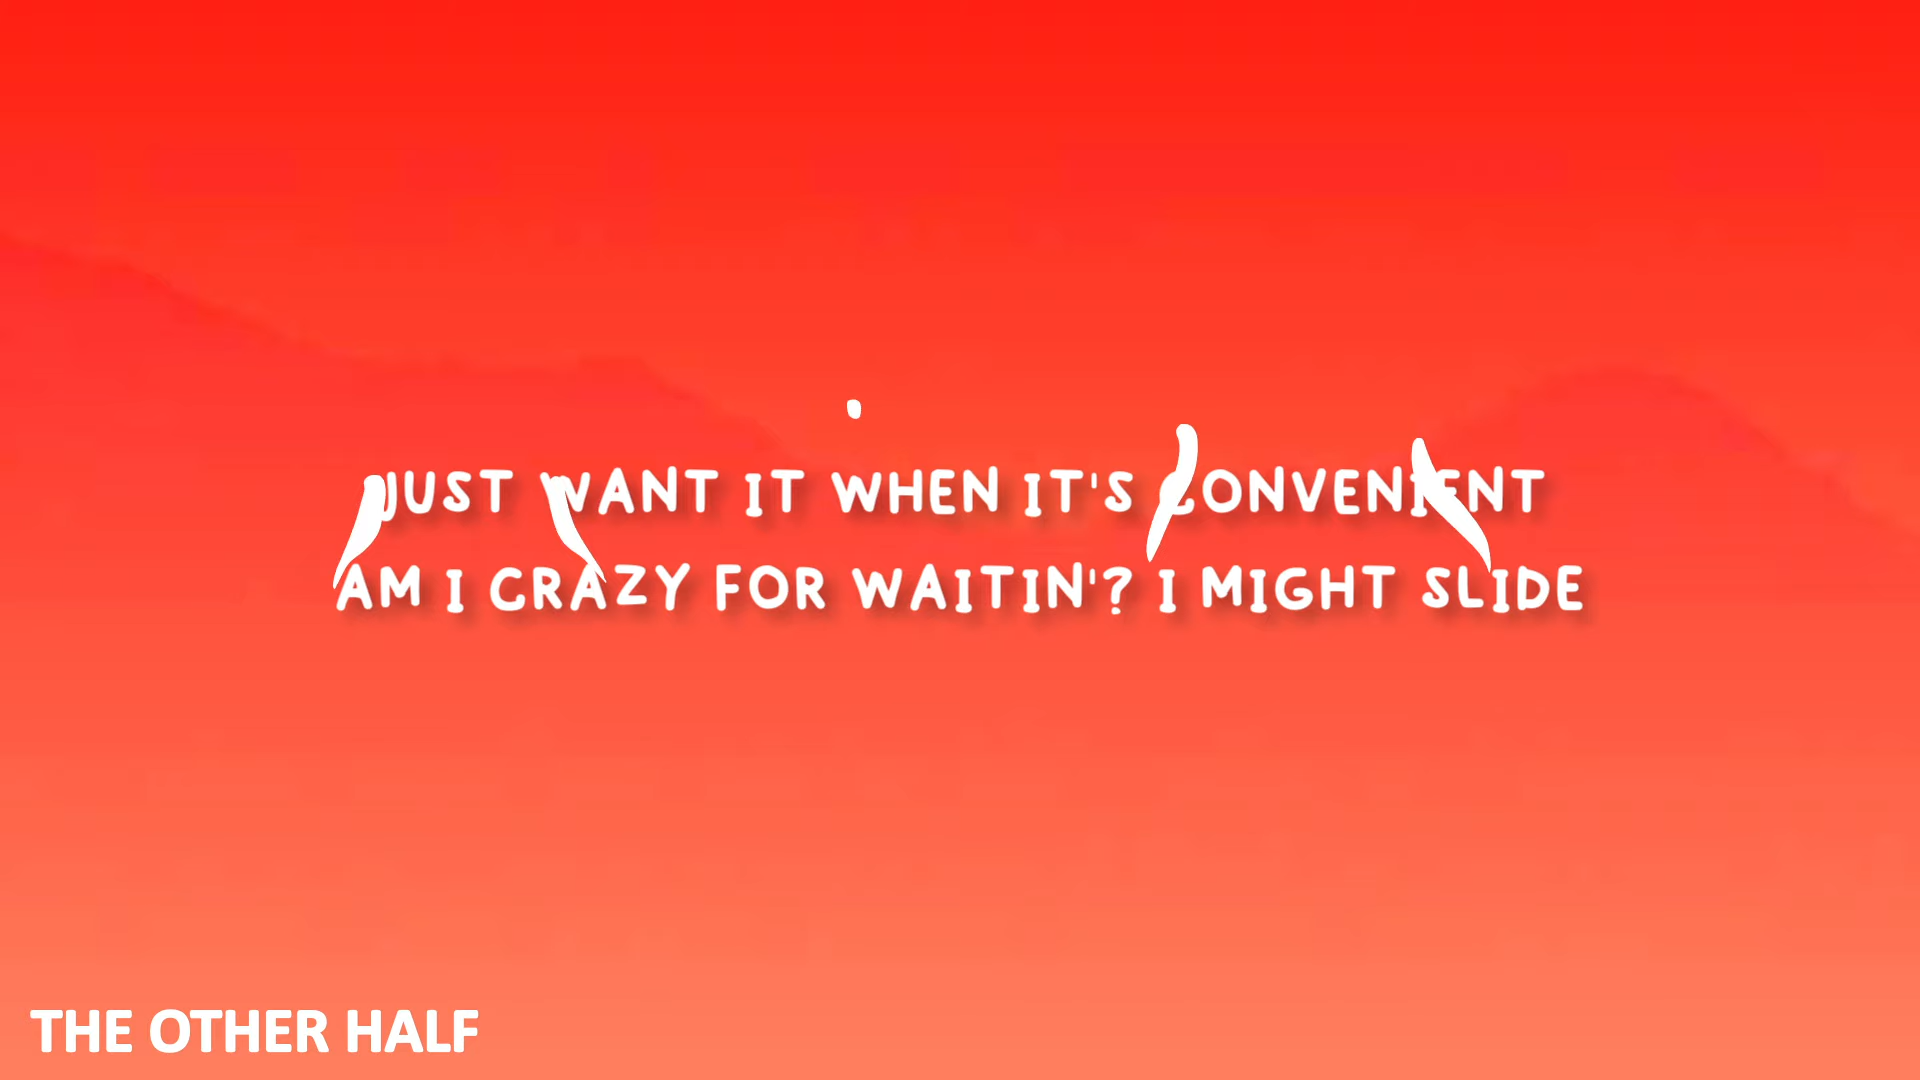 JUST WANT IT WHEN IT'S CONVENIENT
AM I CRAZY FOR WAITIN'? I MIGHT SLIDE
THE OTHER HALF